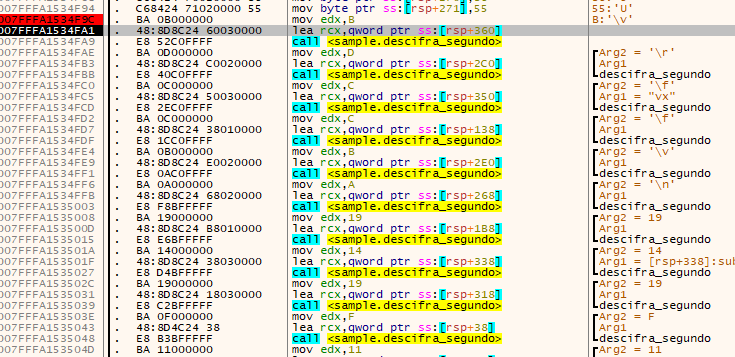 007FFFA1534F94 . C68424 71020000 55 mov byte ptr ss:[rsp+271],55 55:'U'
007FFFA1534F9C . BA 0B000000 mov edx,B B:'\v'
007FFFA1534FA1 . 48:8D8C24 60030000 lea rcx,qword ptr ss:[rsp+360]
007FFFA1534FA9 . E8 52C0FFFF call <sample.descifra_segundo>
007FFFA1534FAE . BA 0D000000 mov edx,D Arg2 = '\r'
007FFFA1534FB3 . 48:8D8C24 C0020000 lea rcx,qword ptr ss:[rsp+2C0] Arg1
007FFFA1534FBB . E8 40C0FFFF call <sample.descifra_segundo> descifra_segundo
007FFFA1534FC0 . BA 0C000000 mov edx,C Arg2 = '\f'
007FFFA1534FC5 . 48:8D8C24 50030000 lea rcx,qword ptr ss:[rsp+350] Arg1 = "vx"
007FFFA1534FCD . E8 2EC0FFFF call <sample.descifra_segundo> descifra_segundo
007FFFA1534FD2 . BA 0C000000 mov edx,C Arg2 = '\f'
007FFFA1534FD7 . 48:8D8C24 38010000 lea rcx,qword ptr ss:[rsp+138] Arg1
007FFFA1534FDF . E8 1CC0FFFF call <sample.descifra_segundo> descifra_segundo
007FFFA1534FE4 . BA 0B000000 mov edx,B Arg2 = '\v'
007FFFA1534FE9 . 48:8D8C24 E0020000 lea rcx,qword ptr ss:[rsp+2E0] Arg1
007FFFA1534FF1 . E8 0AC0FFFF call <sample.descifra_segundo> descifra_segundo
007FFFA1534FF6 . BA 0A000000 mov edx,A Arg2 = '\n'
007FFFA1534FFB . 48:8D8C24 68020000 lea rcx,qword ptr ss:[rsp+268] Arg1
007FFFA1535003 . E8 F8BFFFFF call <sample.descifra_segundo> descifra_segundo
007FFFA1535008 . BA 19000000 mov edx,19 Arg2 = 19
007FFFA153500D . 48:8D8C24 B8010000 lea rcx,qword ptr ss:[rsp+1B8] Arg1
007FFFA1535015 . E8 E6BFFFFF call <sample.descifra_segundo> descifra_segundo
007FFFA153501A . BA 14000000 mov edx,14 Arg2 = 14
007FFFA153501F . 48:8D8C24 38030000 lea rcx,qword ptr ss:[rsp+338] Arg1 = [rsp+338]:sub
007FFFA1535027 . E8 D4BFFFFF call <sample.descifra_segundo> descifra_segundo
007FFFA153502C . BA 19000000 mov edx,19 Arg2 = 19
007FFFA1535031 . 48:8D8C24 18030000 lea rcx,qword ptr ss:[rsp+318] Arg1
007FFFA1535039 . E8 C2BFFFFF call <sample.descifra_segundo> descifra_segundo
007FFFA153503E . BA 0F000000 mov edx,F Arg2 = F
007FFFA1535043 . 48:8D4C24 38 lea rcx,qword ptr ss:[rsp+38] Arg1
007FFFA1535048 . E8 B3BFFFFF call <sample.descifra_segundo> descifra_segundo
007FFFA153504D . BA 11000000 mov edx,11 Arg2 = 11